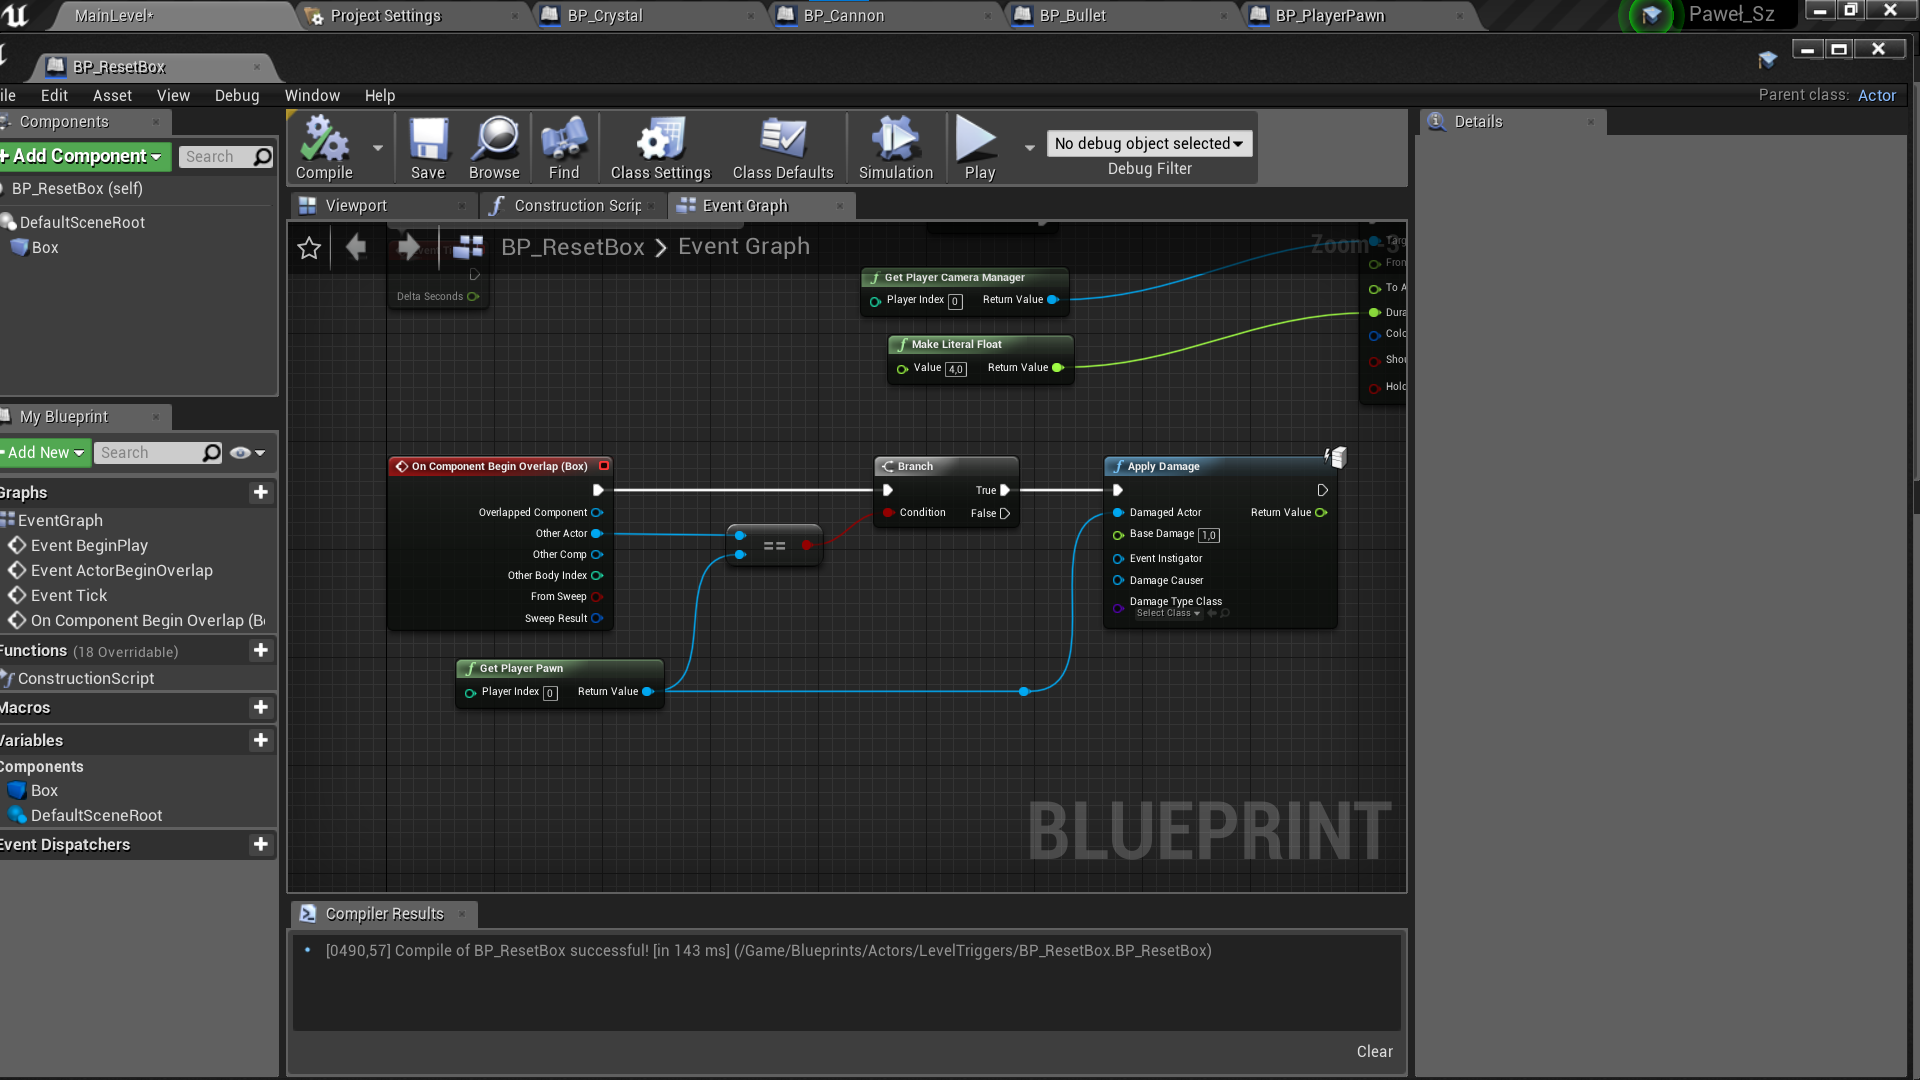 MainLevel*
Project Settings
BP_Crystal
BP_Cannon
BP_Bullet
BP_PlayerPawn
Paweł_Sz
BP_ResetBox
ile Edit Asset View Debug Window Help
Parent class: Actor
Components
+Add Component
Search
BP_ResetBox (self)
DefaultSceneRoot
Box
My Blueprint
Add New
Search
Graphs
EventGraph
Event BeginPlay
Event ActorBeginOverlap
Event Tick
On Component Begin Overlap (B
Functions (18 Overridable)
ConstructionScript
Macros
Variables
Components
Box
DefaultSceneRoot
Event Dispatchers
Compile
Save
Browse
Find
Class Settings
Class Defaults
Simulation
Play
No debug object selected
Debug Filter
Viewport
Construction Scrip
Event Graph
BP_ResetBox > Event Graph
Zoom -3
Delta Seconds
Get Player Camera Manager
Player Index 0 Return Value
Make Literal Float
Value 4,0 Return Value
Targ
From
To A
Dura
Colo
Shou
Hold
On Component Begin Overlap (Box)
Overlapped Component
Other Actor
Other Comp
Other Body Index
From Sweep
Sweep Result
==
Branch
True
Condition False
Apply Damage
Damaged Actor Return Value
Base Damage 1,0
Event Instigator
Damage Causer
Damage Type Class
Select Class
Get Player Pawn
Player Index 0 Return Value
BLUEPRINT
Compiler Results
[0490,57] Compile of BP_ResetBox successful! [in 143 ms] (/Game/Blueprints/Actors/LevelTriggers/BP_ResetBox.BP_ResetBox)
Clear
Details